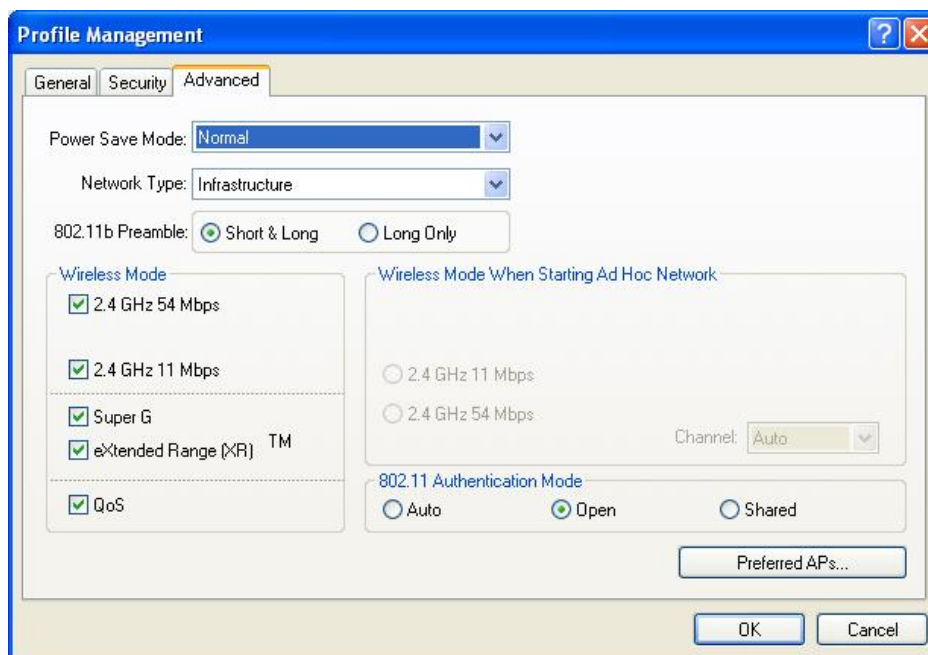 Profile Management
General Security Advanced
Power Save Mode: Normal
Network Type: Infrastructure
802.11b Preamble: Short & Long Long Only
Wireless Mode
2.4 GHz 54 Mbps
2.4 GHz 11 Mbps
Super G
eXtended Range (XR) TM
QoS
Wireless Mode When Starting Ad Hoc Network
2.4 GHz 11 Mbps
2.4 GHz 54 Mbps
Channel: Auto
802.11 Authentication Mode
Auto Open Shared
Preferred APs...
OK Cancel